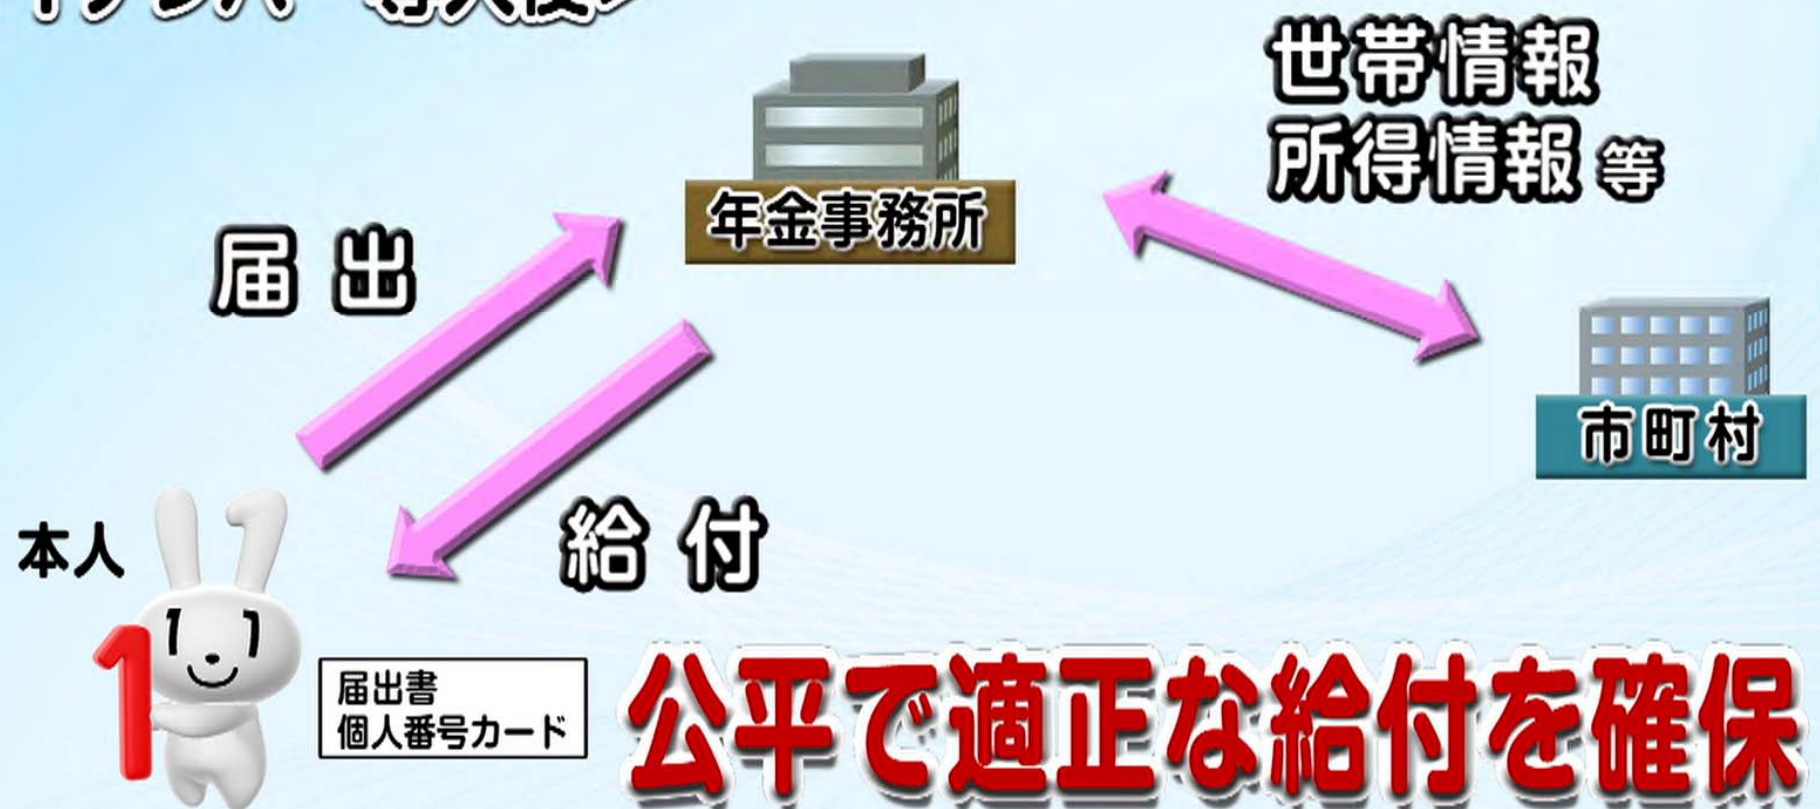 世帯情報
所得情報 等
年金事務所
届出
市町村
給付
本人
届出書
個人番号カード
公平で適正な給付を確保